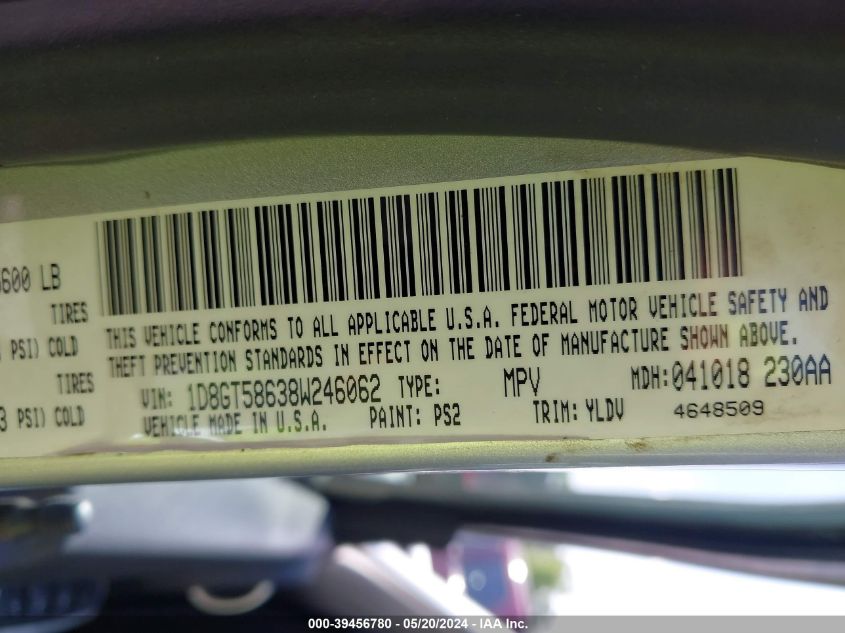 600 LB
TIRES
PSI) COLD
TIRES
3 PSI) COLD
THIS VEHICLE CONFORMS TO ALL APPLICABLE U.S.A. FEDERAL MOTOR VEHICLE SAFETY AND
THEFT PREVENTION STANDARDS IN EFFECT ON THE DATE OF MANUFACTURE SHOWN ABOVE.
VIN: 1D8GT58638W246062 TYPE: MPV MDH:041018 230AA
VEHICLE MADE IN U.S.A. PAINT: PS2 TRIM: YLDV 4648509
000-39456780 - 05/20/2024 - IAA Inc.